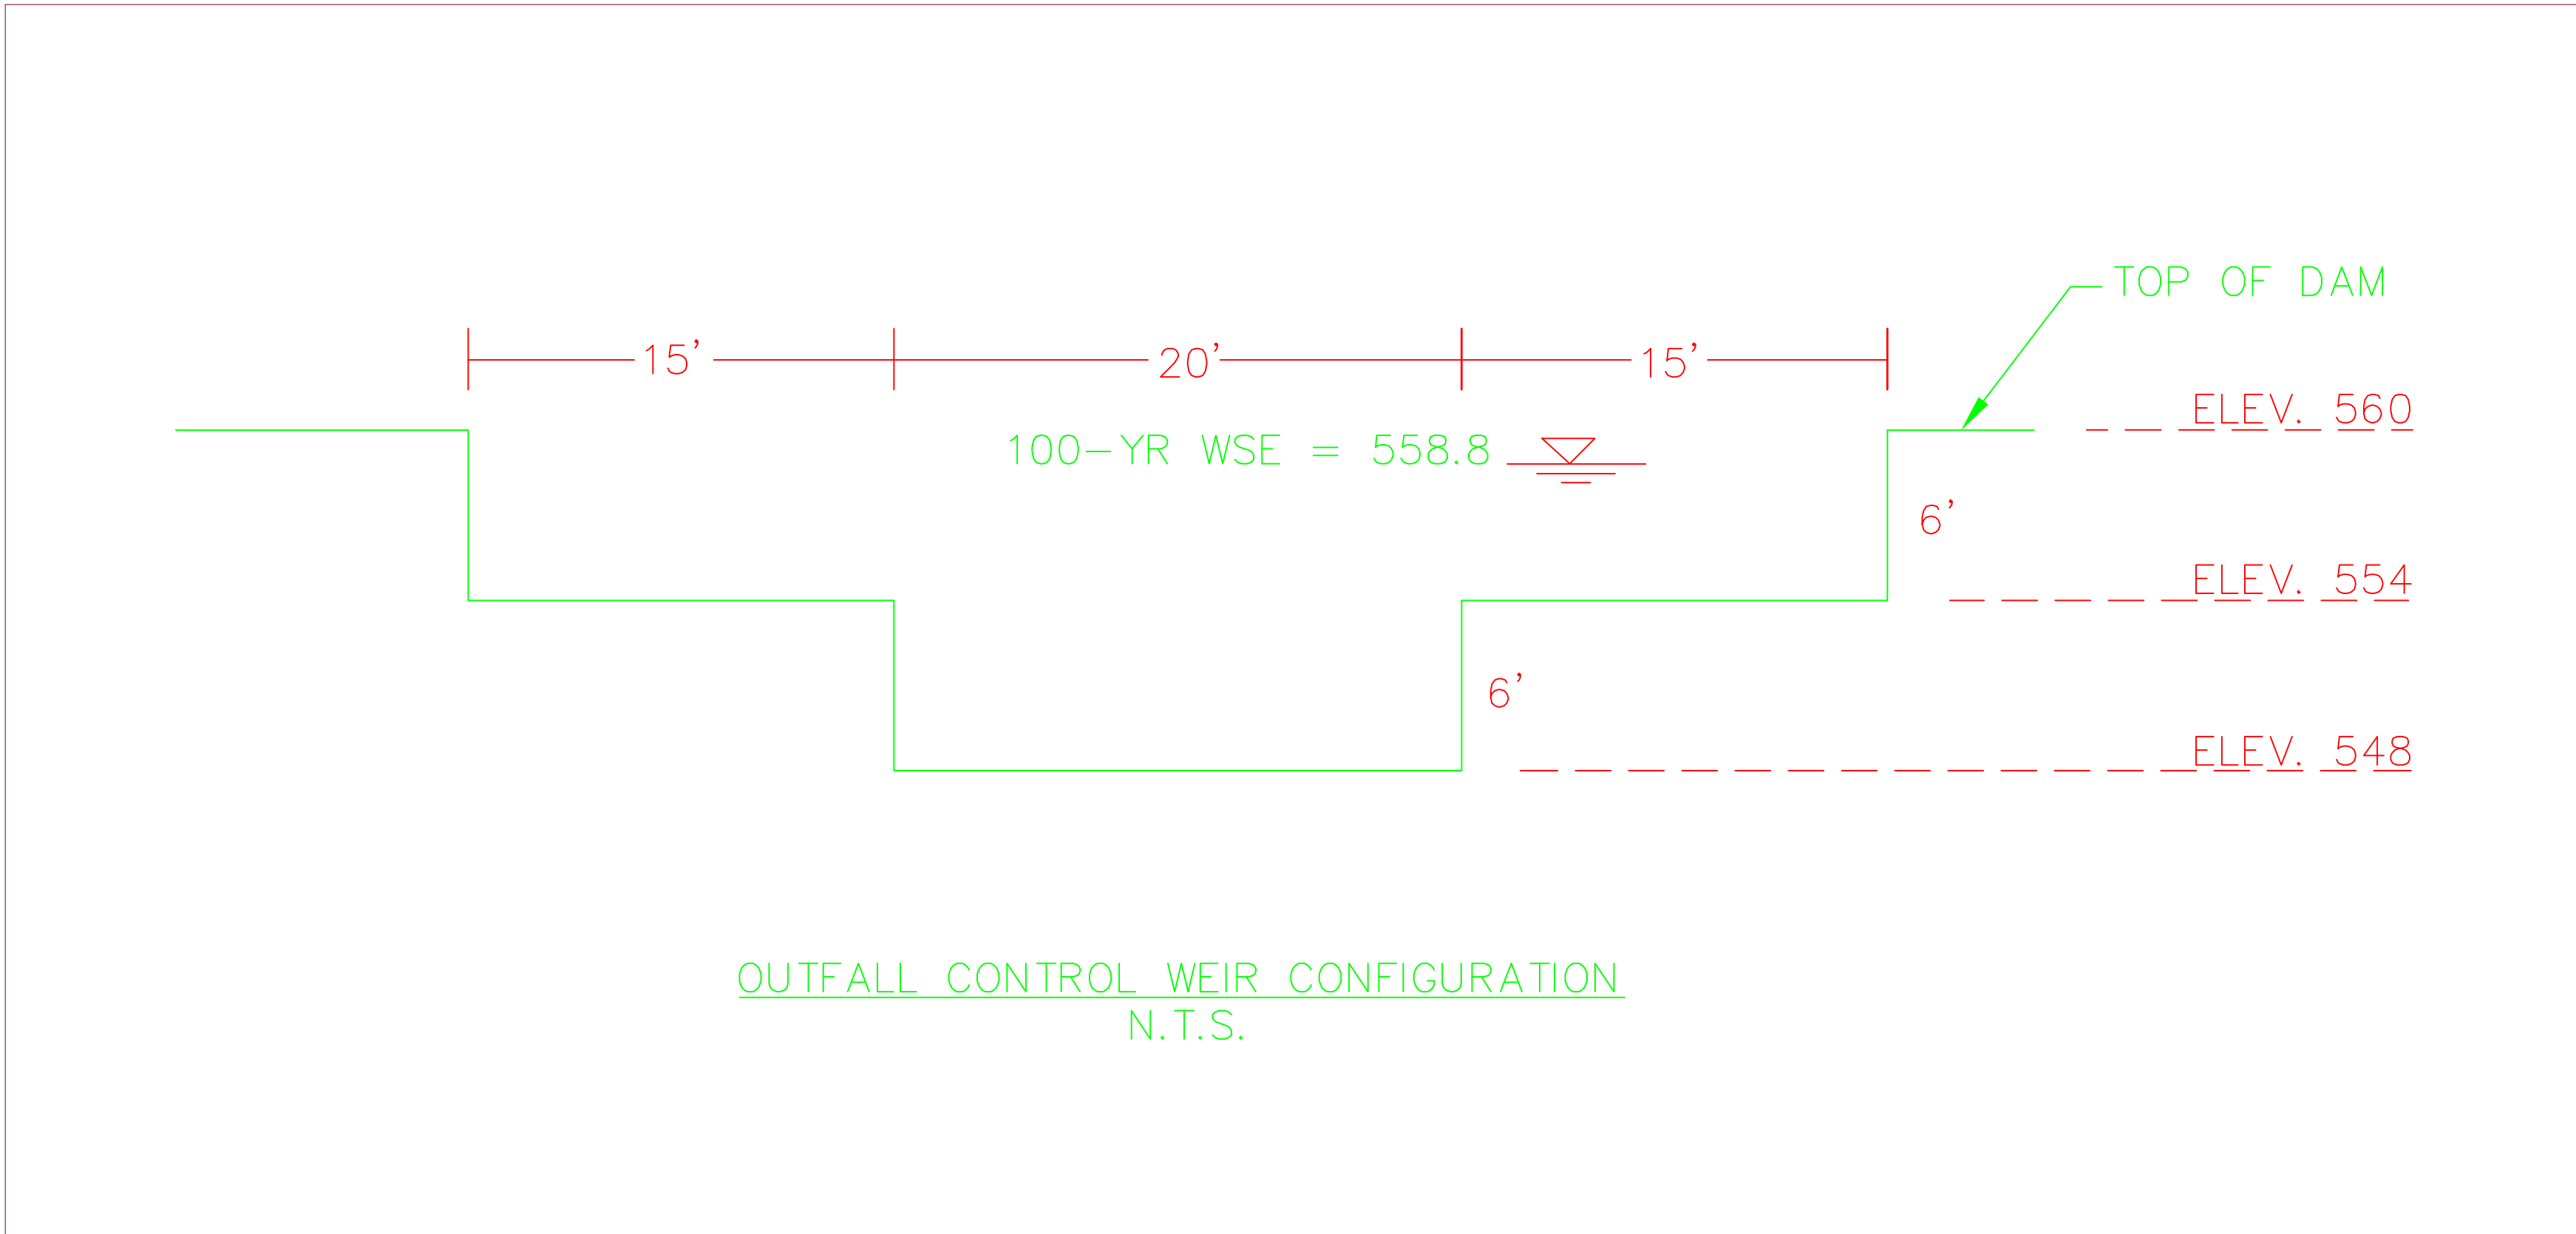 TOP OF DAM
15' 20' 15'
ELEV. 560
100-YR WSE = 558.8
6'
ELEV. 554
6'
ELEV. 548
OUTFALL CONTROL WEIR CONFIGURATION
N.T.S.